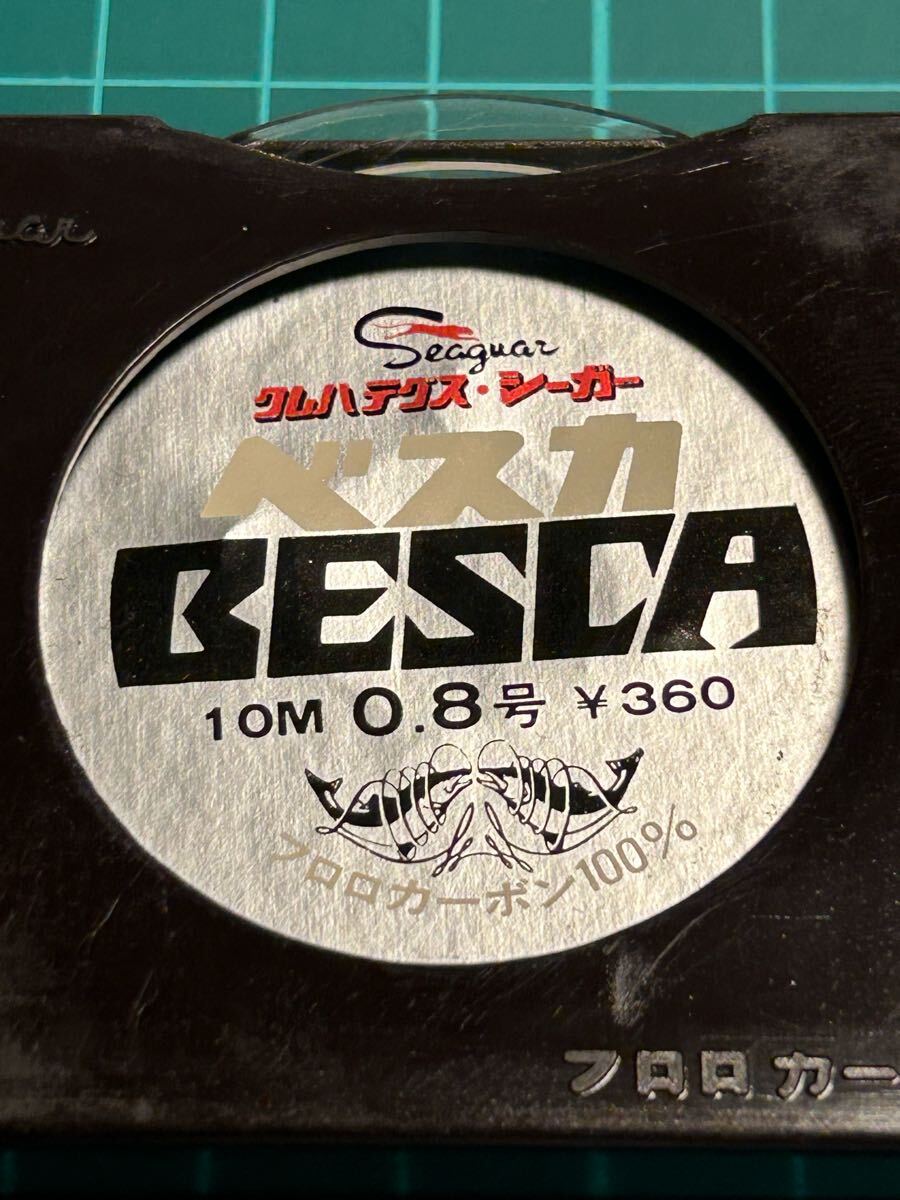 Seaguar
クレハテグス・シーガー
ベスカ
BESCA
10M 0.8号 ¥360
フロロカーボン100%
フロロカー